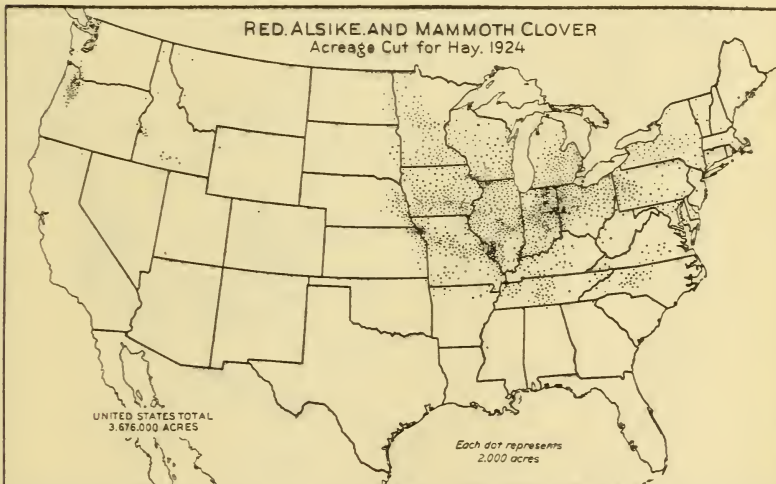 RED, ALSIKE, AND MAMMOTH CLOVER
Acreage Cut for Hay, 1924
UNITED STATES TOTAL
3,676,000 ACRES
Each dot represents
2,000 acres